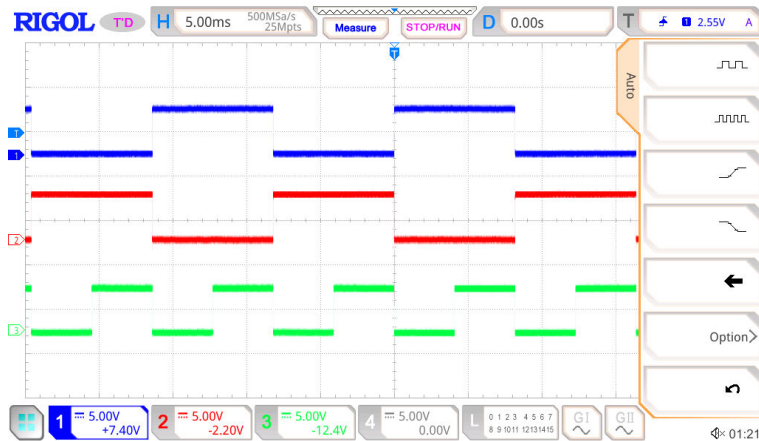 RIGOL T'D H 5.00ms 500MSa/s 25Mpts Measure STOP/RUN D 0.00s T 1 2.55V A
T
Auto
T
1
2
3
Option>
1 5.00V +7.40V 2 5.00V -2.20V 3 5.00V -12.4V 4 5.00V 0.00V L 0 1 2 3 4 5 6 7 8 9 10 11 12 13 14 15 GI GII
01:21